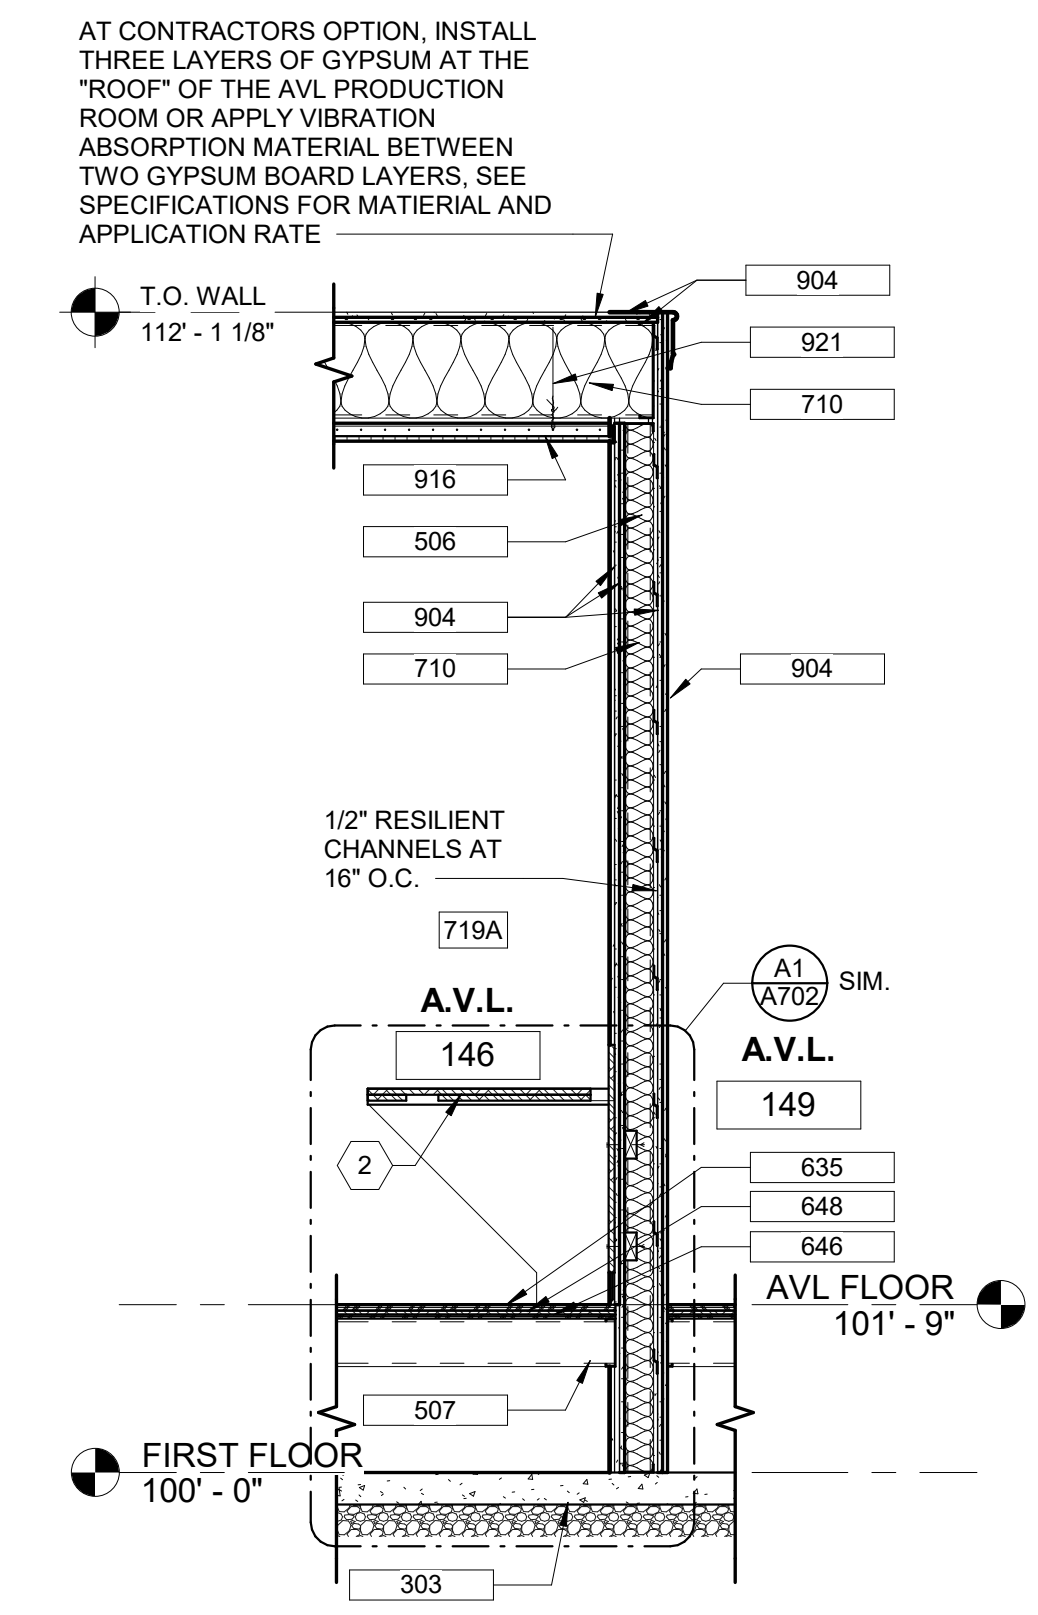 AT CONTRACTORS OPTION, INSTALL
THREE LAYERS OF GYPSUM AT THE
"ROOF" OF THE AVL PRODUCTION
ROOM OR APPLY VIBRATION
ABSORPTION MATERIAL BETWEEN
TWO GYPSUM BOARD LAYERS, SEE
SPECIFICATIONS FOR MATIERIAL AND
APPLICATION RATE
T.O. WALL
112' - 1 1/8"
904
921
710
916
506
904
710
904
1/2" RESILIENT
CHANNELS AT
16" O.C.
719A
A1
A702
SIM.
A.V.L.
146
A.V.L.
149
2
635
648
646
AVL FLOOR
101' - 9"
507
FIRST FLOOR
100' - 0"
303